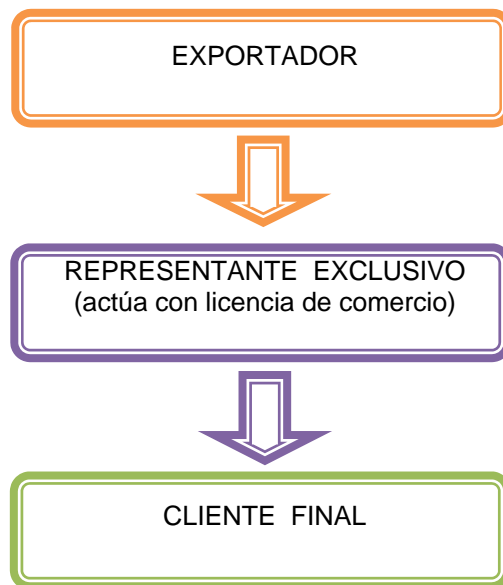 EXPORTADOR
REPRESENTANTE EXCLUSIVO
(actúa con licencia de comercio)
CLIENTE FINAL